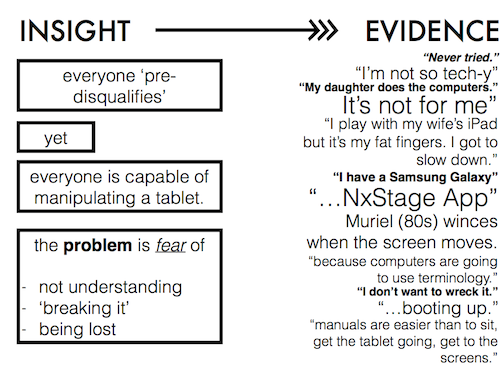 INSIGHT
EVIDENCE
everyone ‘pre-
disqualifies’
yet
everyone is capable of
manipulating a tablet.
the problem is fear of
- not understanding
- ‘breaking it’
- being lost
“Never tried.”
“I’m not so tech-y”
“My daughter does the computers.”
It’s not for me”
“I play with my wife’s iPad
but it’s my fat fingers. I got to
slow down.”
“I have a Samsung Galaxy”
“...NxStage App”
Muriel (80s) winces
when the screen moves.
“because computers are going
to use terminology.”
“I don’t want to wreck it.”
“...booting up.”
“manuals are easier than to sit,
get the tablet going, get to the
screens.”